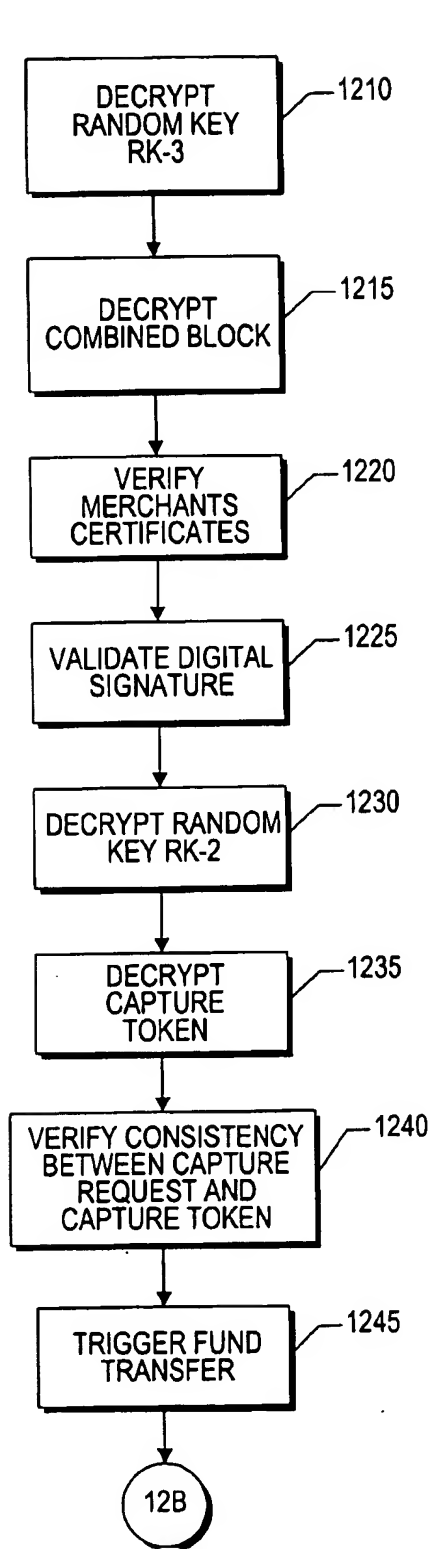 DECRYPT
RANDOM KEY
RK-3
1210
DECRYPT
COMBINED BLOCK
1215
VERIFY
MERCHANTS
CERTIFICATES
1220
VALIDATE DIGITAL
SIGNATURE
1225
DECRYPT RANDOM
KEY RK-2
1230
DECRYPT
CAPTURE
TOKEN
1235
VERIFY CONSISTENCY
BETWEEN CAPTURE
REQUEST AND
CAPTURE TOKEN
1240
TRIGGER FUND
TRANSFER
1245
12B